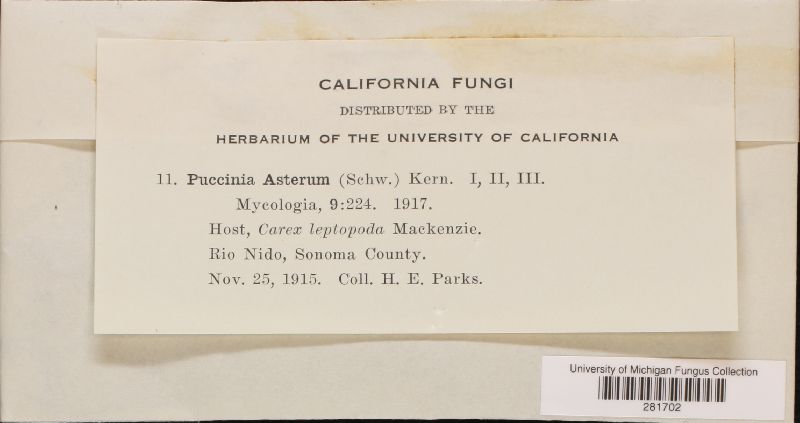 CALIFORNIA FUNGI
DISTRIBUTED BY THE
HERBARIUM OF THE UNIVERSITY OF CALIFORNIA
11. Puccinia Asterum (Schw.) Kern. I, II, III.
Mycologia, 9:224. 1917.
Host, Carex leptopoda Mackenzie.
Rio Nido, Sonoma County.
Nov. 25, 1915. Coll. H. E. Parks.
University of Michigan Fungus Collection
281702